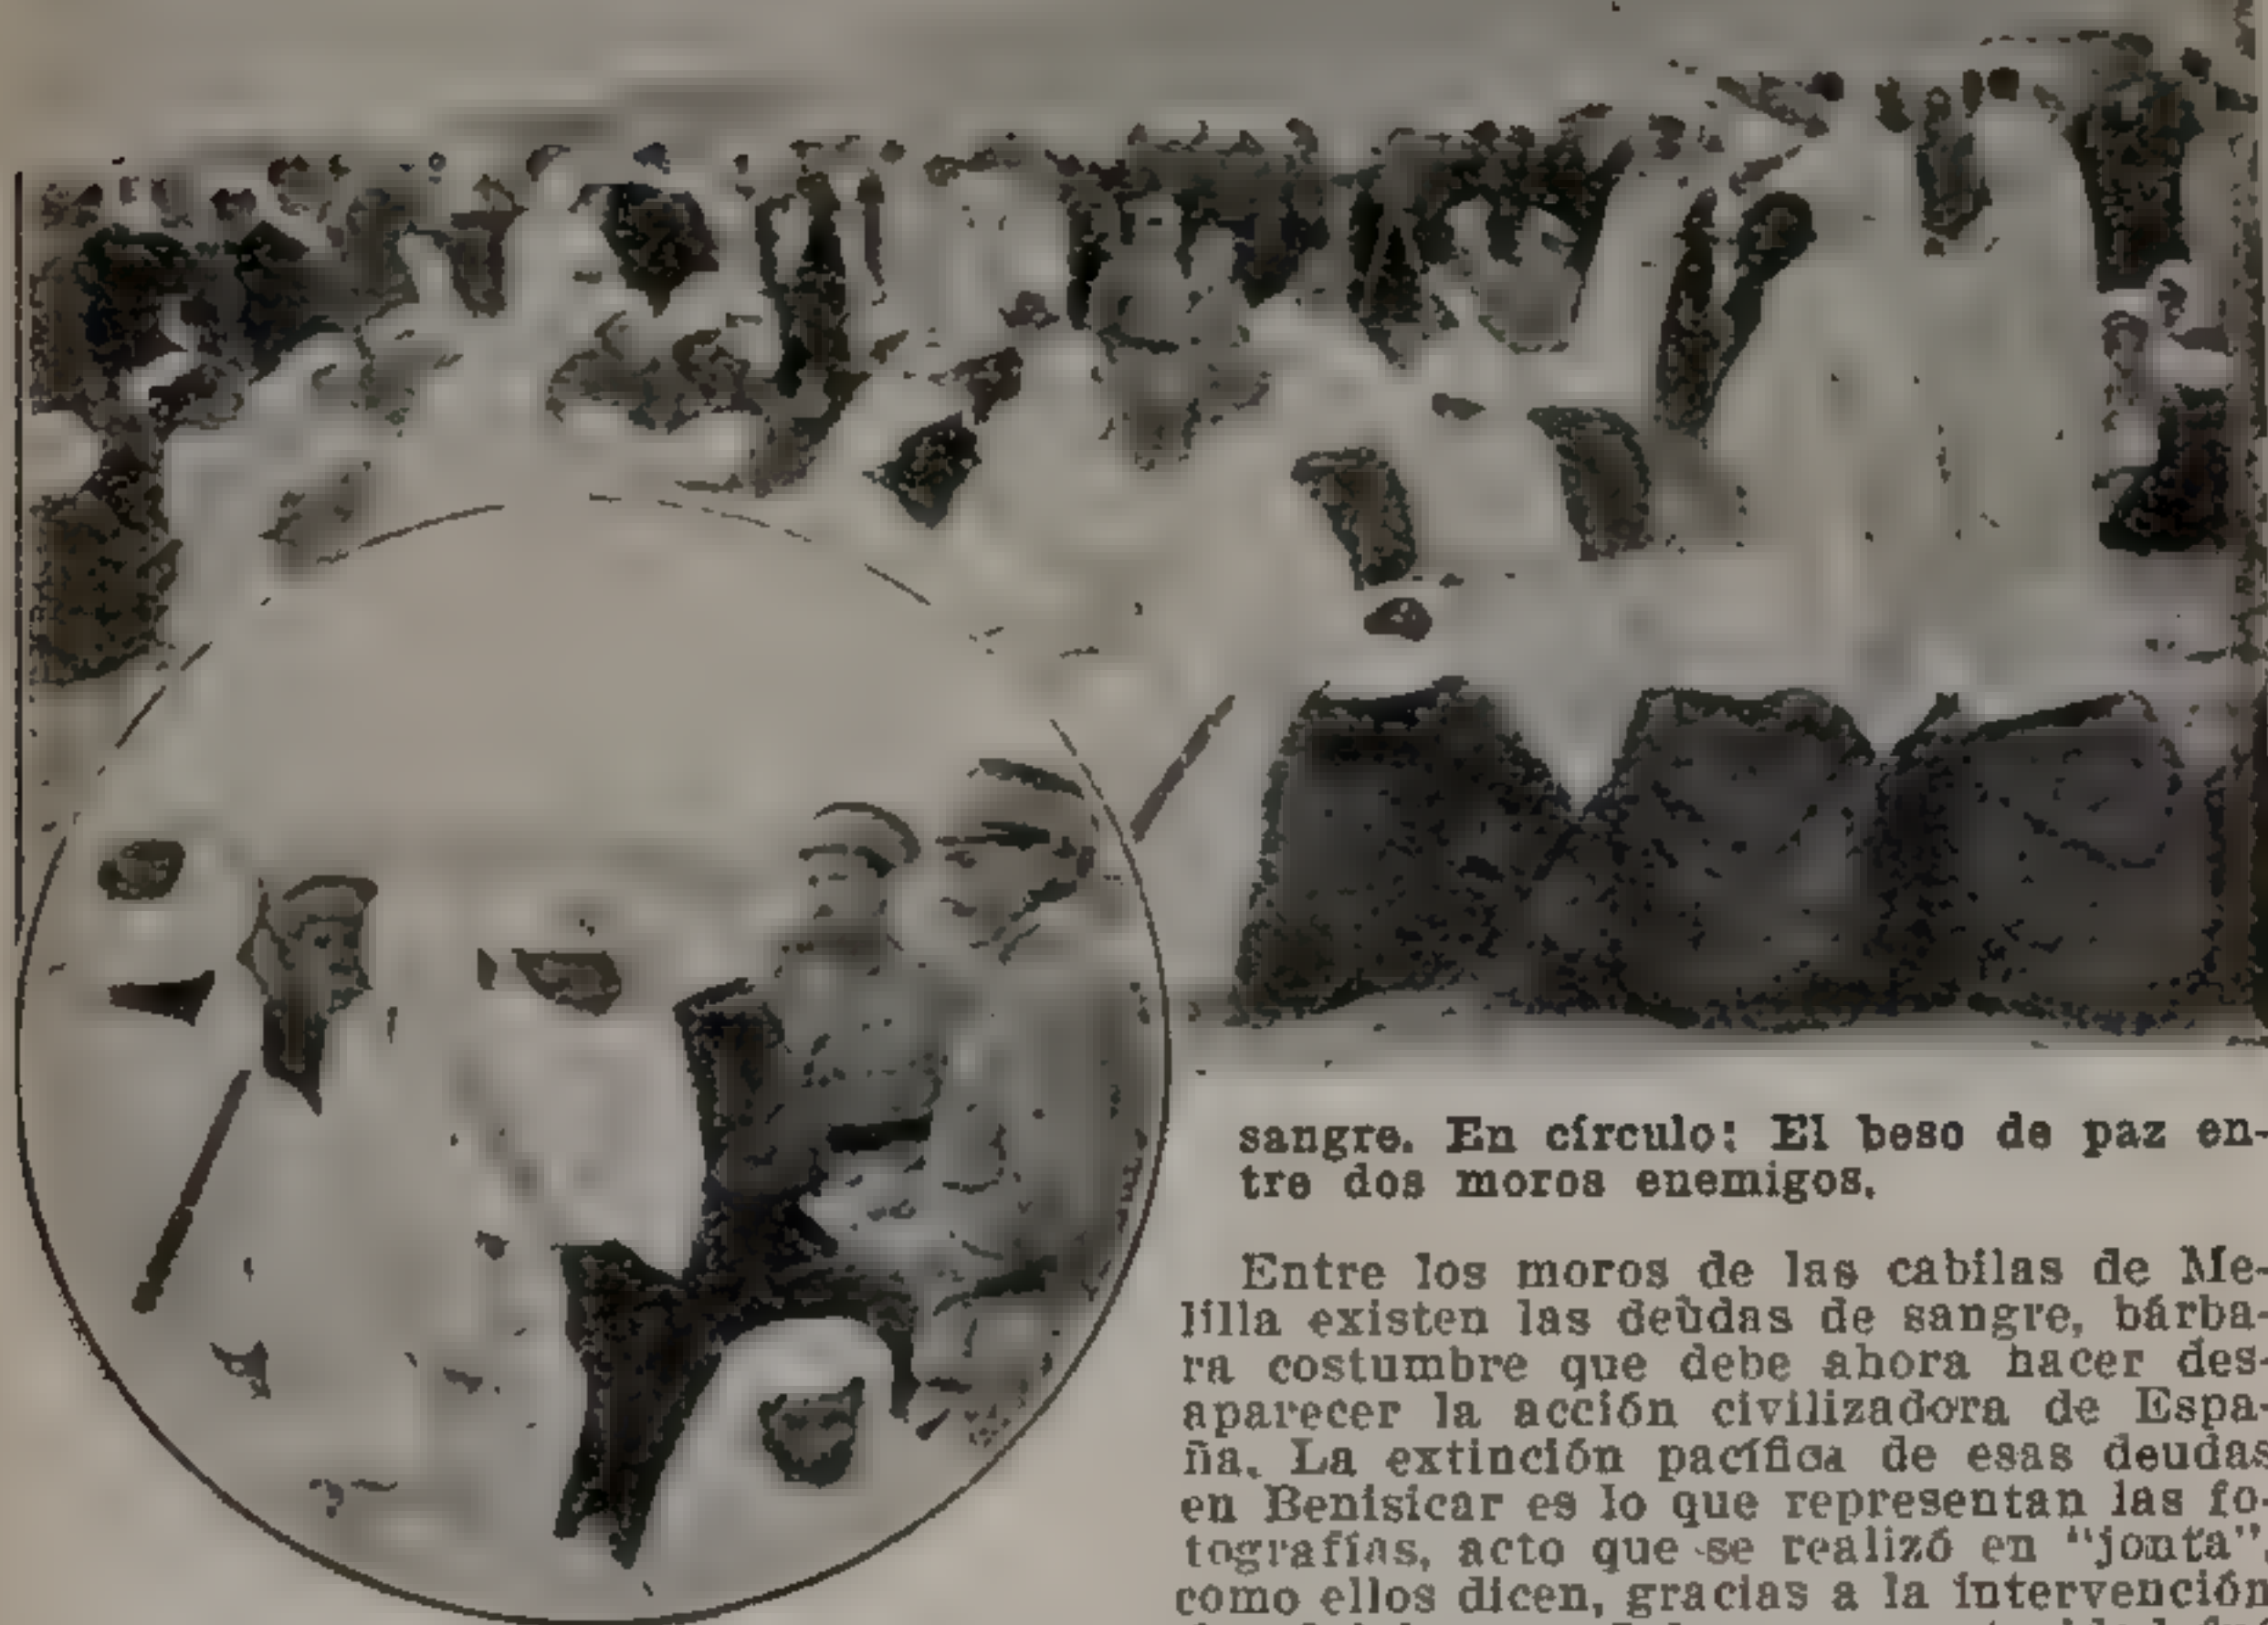 sangre. En círculo: El beso de paz en-
tre dos moros enemigos.
Entre los moros de las cabilas de Me-
lilla existen las deùdas de sangre, bárba-
ra costumbre que debe ahora hacer des-
aparecer la acción civilizadora de Espa-
ña. La extinción pacífica de esas deudas
en Benisicar es lo que representan las fo-
tografías, acto que se realizó en "jonta",
como ellos dicen, gracias a la intervención